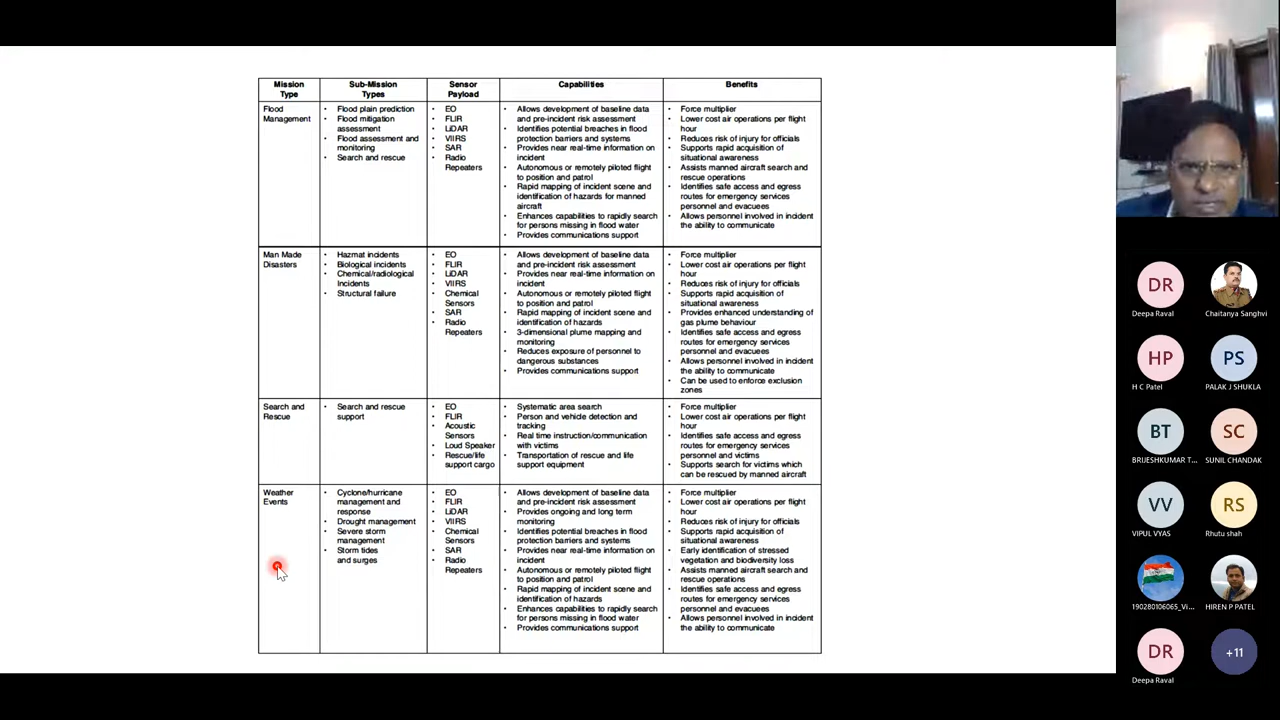 Mission Type
Sub-Mission Types
Sensor Payload
Capabilities
Benefits
Flood
Management
• Flood plain prediction
• Flood mitigation
assessment
• Flood assessment and
monitoring
• Search and rescue
• EO
• FLIR
• LiDAR
• VIIRS
• SAR
• Radio
Repeaters
• Allows development of baseline data
and pre-incident risk assessment
• Identifies potential breaches in flood
protection barriers and systems
• Provides near real-time information on
incident
• Autonomous or remotely piloted flight
to position and patrol
• Rapid mapping of incident scene and
identification of hazards for manned
aircraft
• Enhances capabilities to rapidly search
for persons missing in flood water
• Provides communications support
• Force multiplier
• Lower cost air operations per flight
hour
• Reduces risk of injury for officials
• Supports rapid acquisition of
situational awareness
• Assists manned aircraft search and
rescue operations
• Identifies safe access and egress
routes for emergency services
personnel and evacuees
• Allows personnel involved in incident
the ability to communicate
Man Made
Disasters
• Hazmat incidents
• Biological incidents
• Chemical/radiological
Incidents
• Structural failure
• EO
• FLIR
• LiDAR
• VIIRS
• Chemical
Sensors
• SAR
• Radio
Repeaters
• Allows development of baseline data
and pre-incident risk assessment
• Provides near real-time information on
incident
• Autonomous or remotely piloted flight
to position and patrol
• Rapid mapping of incident scene and
identification of hazards
• 3-dimensional plume mapping and
monitoring
• Reduces exposure of personnel to
dangerous substances
• Provides communications support
• Force multiplier
• Lower cost air operations per flight
hour
• Reduces risk of injury for officials
• Supports rapid acquisition of
situational awareness
• Provides enhanced understanding of
gas plume behaviour
• Identifies safe access and egress
routes for emergency services
personnel and evacuees
• Allows personnel involved in incident
the ability to communicate
• Can be used to enforce exclusion
zones
Search and
Rescue
• Search and rescue
support
• EO
• FLIR
• Acoustic
Sensors
• Loud Speaker
• Rescue/life
support cargo
• Systematic area search
• Person and vehicle detection and
tracking
• Real time instruction/communication
with victims
• Transportation of rescue and life
support equipment
• Force multiplier
• Lower cost air operations per flight
hour
• Identifies safe access and egress
routes for emergency services
personnel and victims
• Supports search for victims which
can be rescued by manned aircraft
Weather
Events
• Cyclone/hurricane
management and
response
• Drought management
• Severe storm
management
• Storm tides
and surges
• EO
• FLIR
• LiDAR
• VIIRS
• Chemical
Sensors
• SAR
• Radio
Repeaters
• Allows development of baseline data
and pre-incident risk assessment
• Provides ongoing and long term
monitoring
• Identifies potential breaches in flood
protection barriers and systems
• Provides near real-time information on
incident
• Autonomous or remotely piloted flight
to position and patrol
• Rapid mapping of incident scene and
identification of hazards
• Enhances capabilities to rapidly search
for persons missing in flood water
• Provides communications support
• Force multiplier
• Lower cost air operations per flight
hour
• Reduces risk of injury for officials
• Supports rapid acquisition of
situational awareness
• Early identification of stressed
vegetation and biodiversity loss
• Assists manned aircraft search and
rescue operations
• Identifies safe access and egress
routes for emergency services
personnel and evacuees
• Allows personnel involved in incident
the ability to communicate
DR
Deepa Raval
Chaitanya Sanghvi
HP
H C Patel
PS
PALAK J SHUKLA
BT
BRIJESHKUMAR T...
SC
SUNIL CHANDAK
VV
VIPUL VYAS
RS
Rhutu shah
190280106065_Vi...
HIREN P PATEL
DR
Deepa Raval
+11